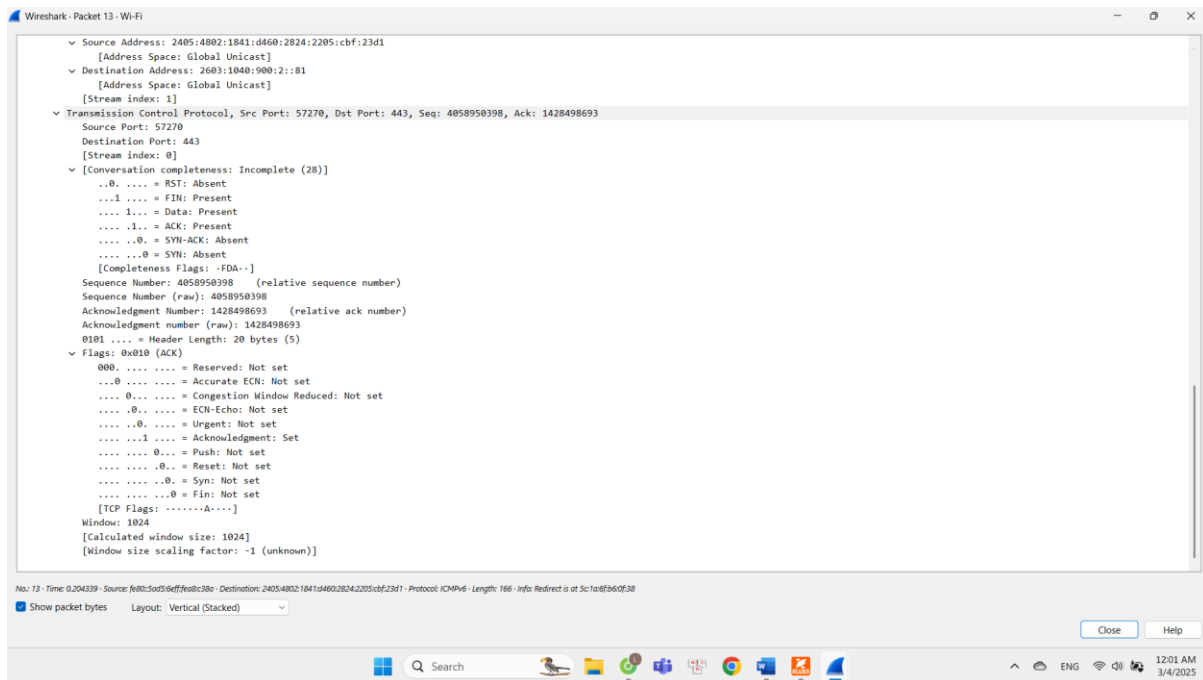 Wireshark · Packet 13 · Wi-Fi
Source Address: 2405:4802:1841:d460:2824:2205:cbf:23d1
[Address Space: Global Unicast]
Destination Address: 2603:1040:900:2::81
[Address Space: Global Unicast]
[Stream index: 1]
Transmission Control Protocol, Src Port: 57270, Dst Port: 443, Seq: 4058950398, Ack: 1428498693
Source Port: 57270
Destination Port: 443
[Stream index: 0]
[Conversation completeness: Incomplete (28)]
..0. .... = RST: Absent
...1 .... = FIN: Present
.... 1... = Data: Present
.... .1.. = ACK: Present
.... ..0. = SYN-ACK: Absent
.... ...0 = SYN: Absent
[Completeness Flags: ·FDA··]
Sequence Number: 4058950398    (relative sequence number)
Sequence Number (raw): 4058950398
Acknowledgment Number: 1428498693    (relative ack number)
Acknowledgment number (raw): 1428498693
0101 .... = Header Length: 20 bytes (5)
Flags: 0x010 (ACK)
000. .... .... = Reserved: Not set
...0 .... .... = Accurate ECN: Not set
.... 0... .... = Congestion Window Reduced: Not set
.... .0.. .... = ECN-Echo: Not set
.... ..0. .... = Urgent: Not set
.... ...1 .... = Acknowledgment: Set
.... .... 0... = Push: Not set
.... .... .0.. = Reset: Not set
.... .... ..0. = Syn: Not set
.... .... ...0 = Fin: Not set
[TCP Flags: ·······A····]
Window: 1024
[Calculated window size: 1024]
[Window size scaling factor: -1 (unknown)]
No.: 13 · Time: 0.204339 · Source: fe80::5ad5:6eff:fea8:c38a · Destination: 2405:4802:1841:d460:2824:2205:cbf:23d1 · Protocol: ICMPv6 · Length: 166 · Info: Redirect is at 5c:1a:6f:b6:0f:38
Show packet bytes Layout: Vertical (Stacked)
Close Help
Search ENG 12:01 AM
3/4/2025